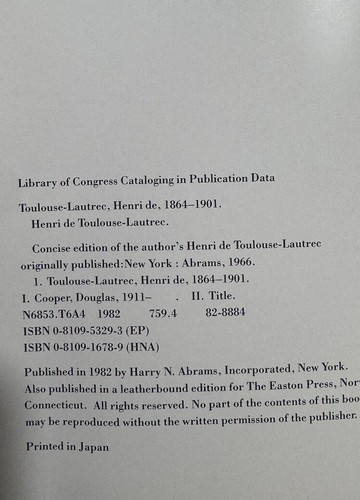 Library of Congress Cataloging in Publication Data
Toulouse-Lautrec, Henri de, 1864–1901.
Henri de Toulouse-Lautrec.
Concise edition of the author's Henri de Toulouse-Lautrec
originally published:New York : Abrams, 1966.
1. Toulouse-Lautrec, Henri de, 1864–1901.
I. Cooper, Douglas, 1911– . II. Title.
N6853.T6A4 1982 759.4 82-8884
ISBN 0-8109-5329-3 (EP)
ISBN 0-8109-1678-9 (HNA)
Published in 1982 by Harry N. Abrams, Incorporated, New York.
Also published in a leatherbound edition for The Easton Press,
Connecticut. All rights reserved. No part of the contents of this
may be reproduced without the written permission of the publisher.
Printed in Japan